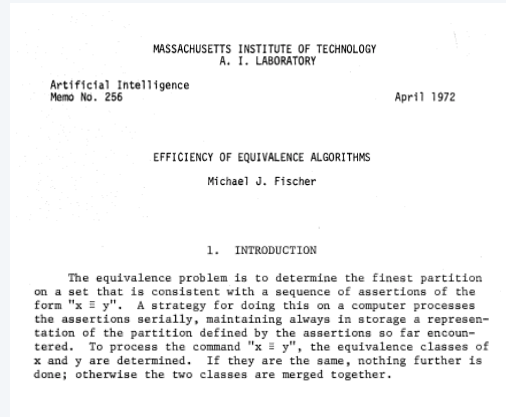 MASSACHUSETTS INSTITUTE OF TECHNOLOGY
A. I. LABORATORY
Artificial Intelligence
Memo No. 256 April 1972
EFFICIENCY OF EQUIVALENCE ALGORITHMS
Michael J. Fischer
1. INTRODUCTION
The equivalence problem is to determine the finest partition
on a set that is consistent with a sequence of assertions of the
form "x ≡ y". A strategy for doing this on a computer processes
the assertions serially, maintaining always in storage a represen-
tation of the partition defined by the assertions so far encoun-
tered. To process the command "x ≡ y", the equivalence classes of
x and y are determined. If they are the same, nothing further is
done; otherwise the two classes are merged together.